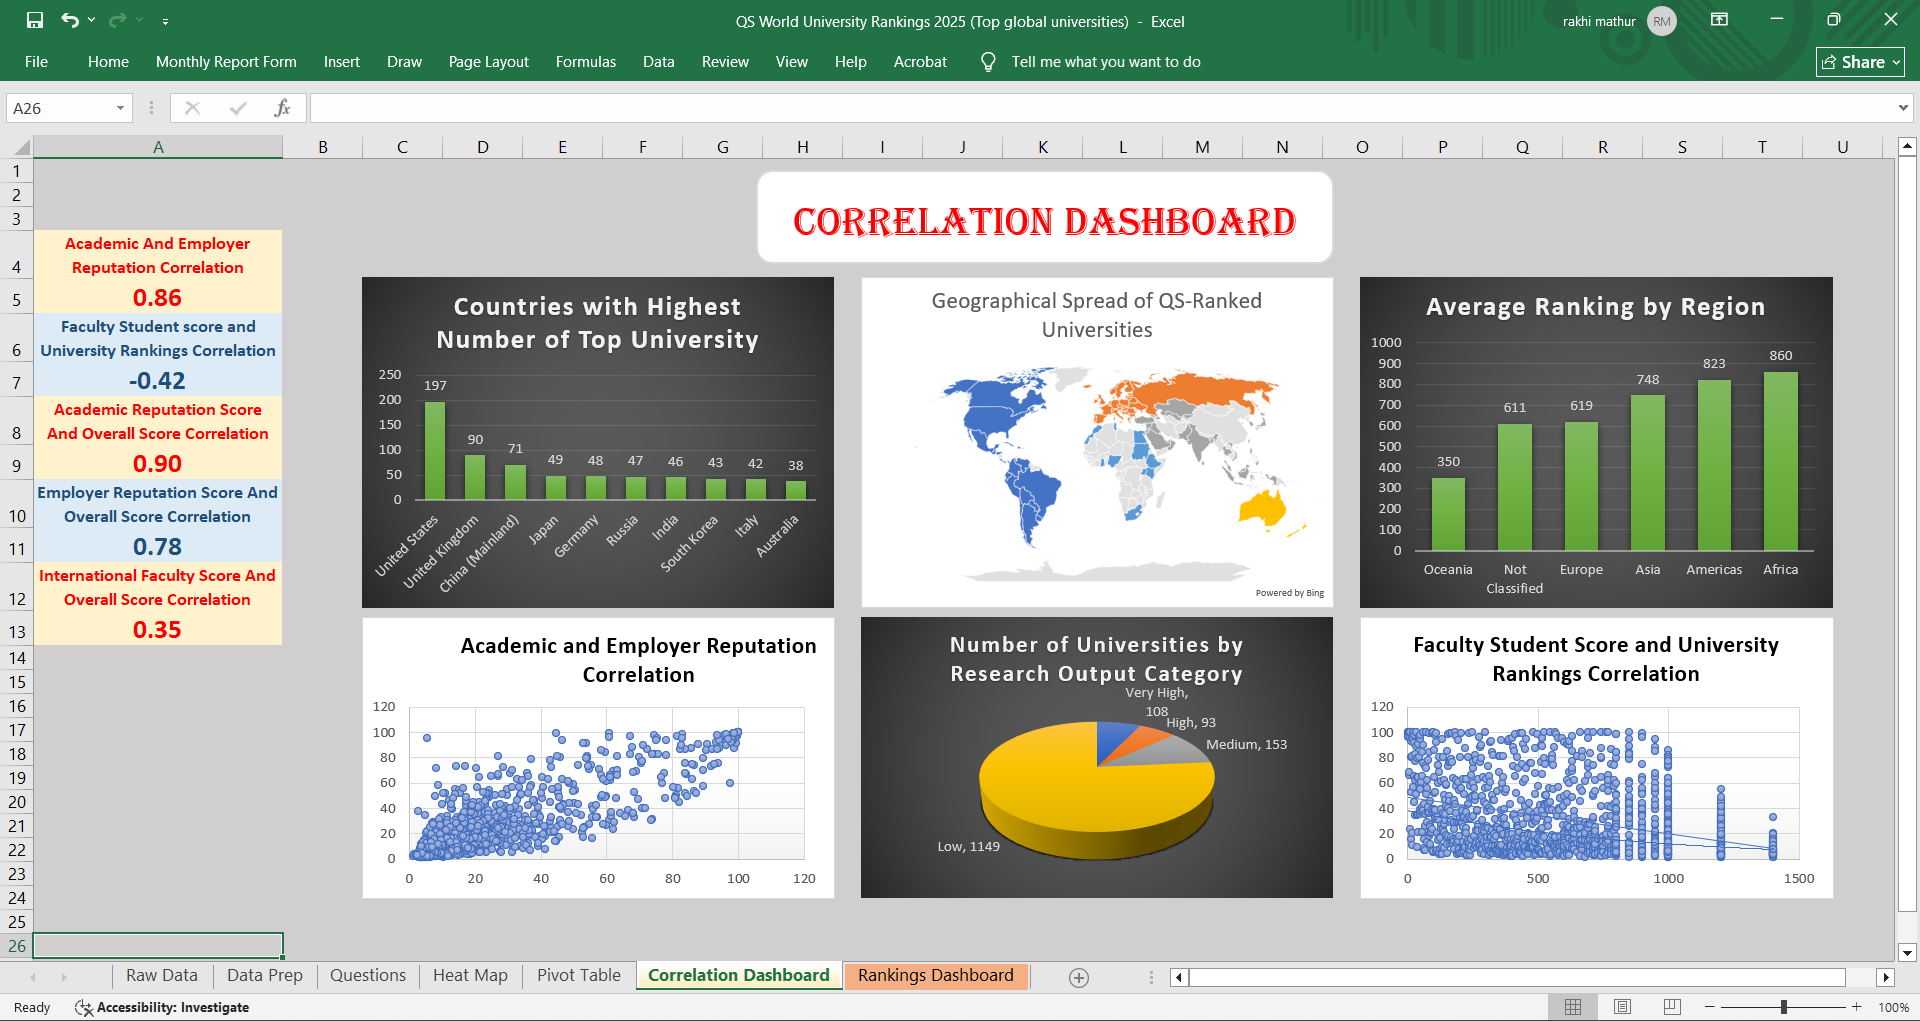 QS World University Rankings 2025 (Top global universities) - Excel
rakhi mathur RM
File Home Monthly Report Form Insert Draw Page Layout Formulas Data Review View Help Acrobat Tell me what you want to do Share
A26 fx
A B C D E F G H I J K L M N O P Q R S T U
1
2
3
4
5
6
7
8
9
10
11
12
13
14
15
16
17
18
19
20
21
22
23
24
25
26
CORRELATION DASHBOARD
Academic And Employer
Reputation Correlation
0.86
Faculty Student score and
University Rankings Correlation
-0.42
Academic Reputation Score
And Overall Score Correlation
0.90
Employer Reputation Score And
Overall Score Correlation
0.78
International Faculty Score And
Overall Score Correlation
0.35
Countries with Highest
Number of Top University
250
200
150
100
50
0
197 90 71 49 48 47 46 43 42 38
United States United Kingdom China (Mainland) Japan Germany Russia India South Korea Italy Australia
Geographical Spread of QS-Ranked
Universities
Powered by Bing
Average Ranking by Region
1000
900
800
700
600
500
400
300
200
100
0
350 611 619 748 823 860
Oceania Not Classified Europe Asia Americas Africa
Academic and Employer Reputation
Correlation
120
100
80
60
40
20
0
0 20 40 60 80 100 120
Number of Universities by
Research Output Category
Very High,
108
High, 93
Medium, 153
Low, 1149
Faculty Student Score and University
Rankings Correlation
120
100
80
60
40
20
0
0 500 1000 1500
Raw Data Data Prep Questions Heat Map Pivot Table Correlation Dashboard Rankings Dashboard
Ready Accessibility: Investigate 100%